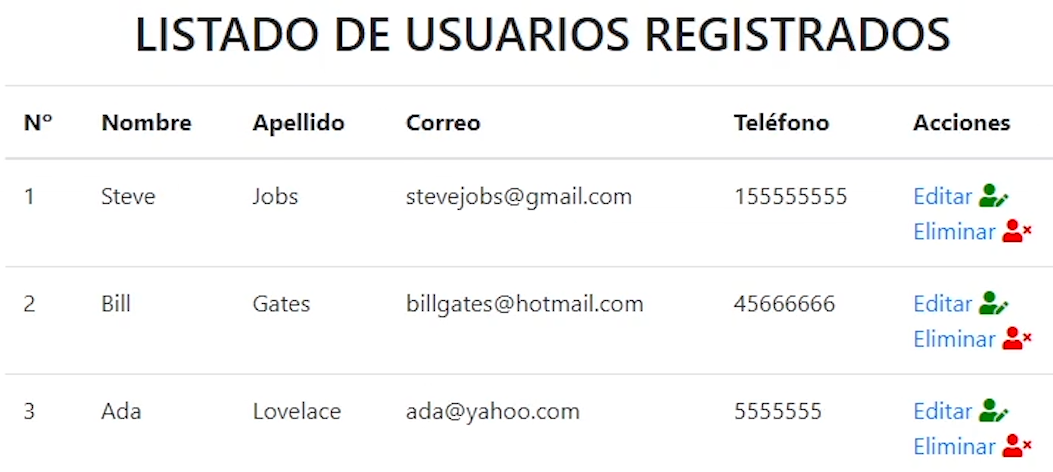 LISTADO DE USUARIOS REGISTRADOS
Nº Nombre Apellido Correo Teléfono Acciones
1 Steve Jobs stevejobs@gmail.com 155555555 Editar
Eliminar
2 Bill Gates billgates@hotmail.com 45666666 Editar
Eliminar
3 Ada Lovelace ada@yahoo.com 5555555 Editar
Eliminar